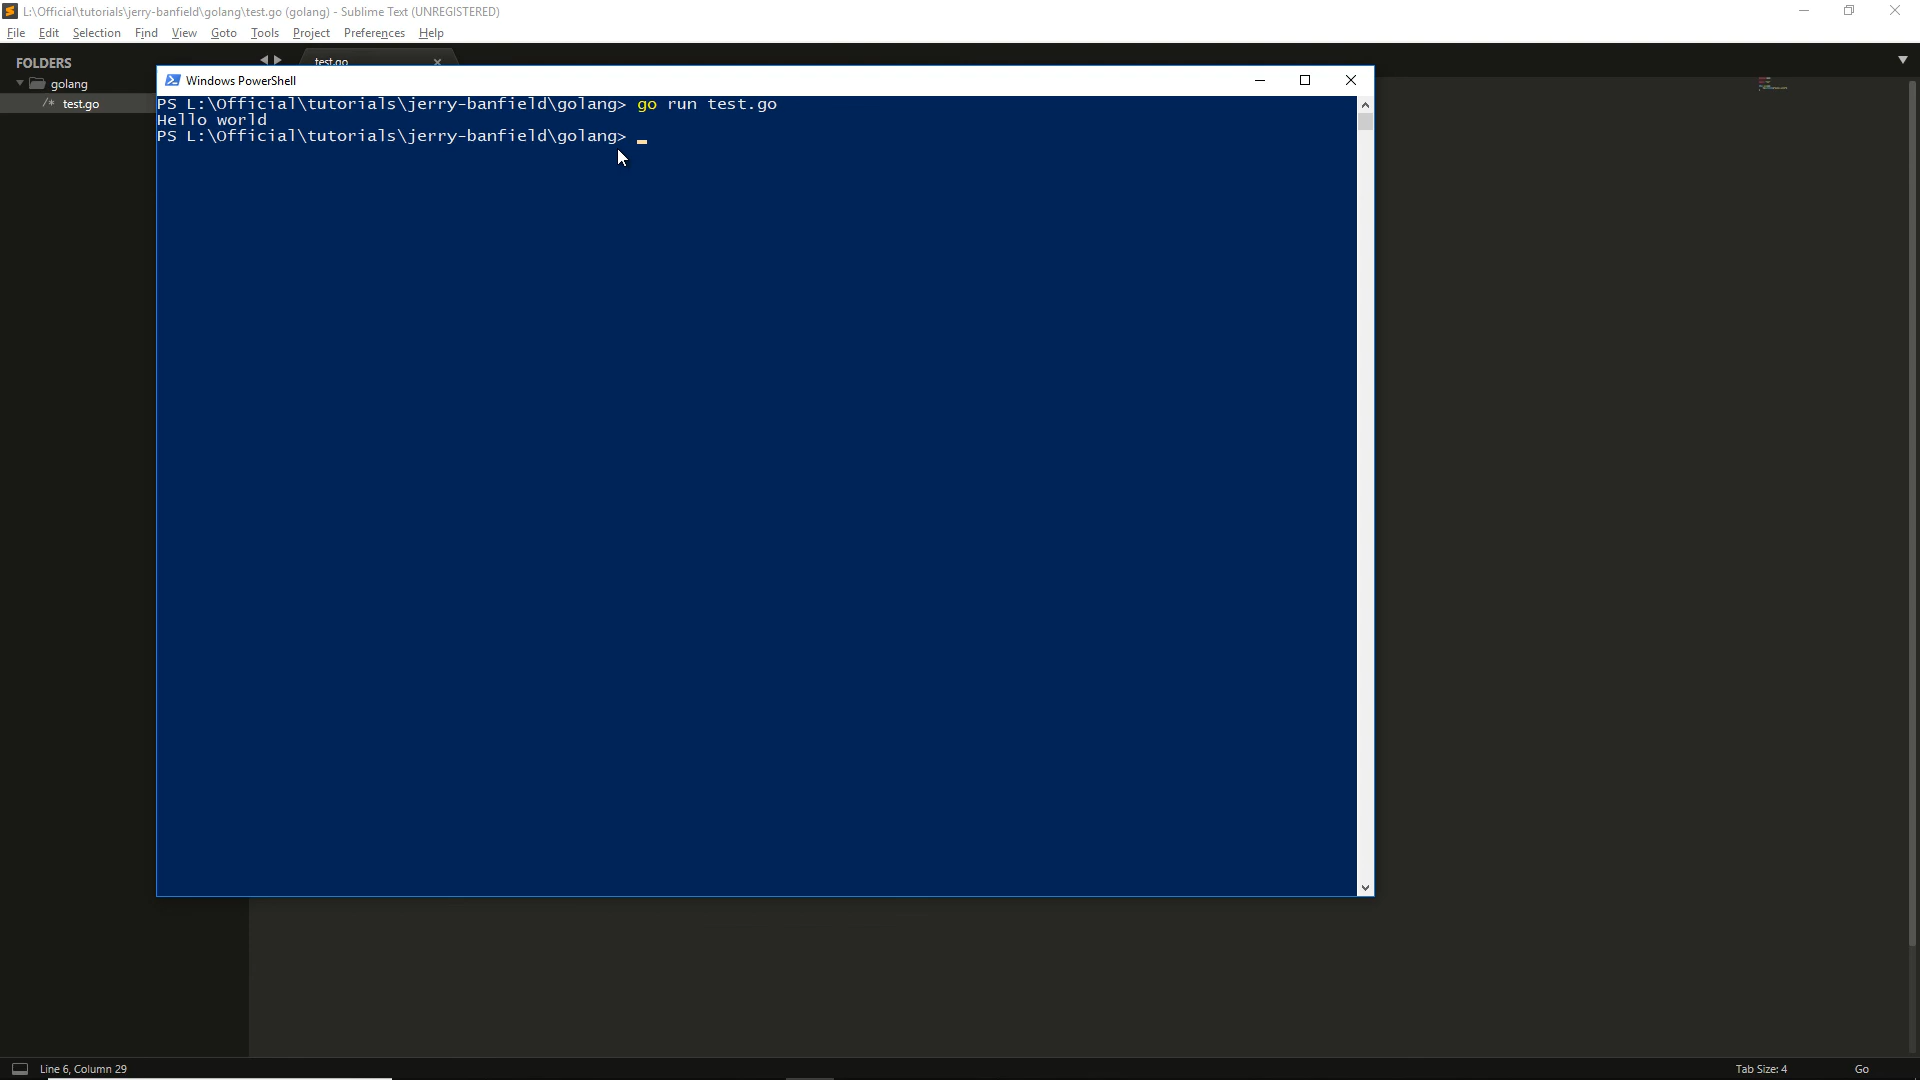 L:\Official\tutorials\jerry-banfield\golang\test.go (golang) - Sublime Text (UNREGISTERED)
File Edit Selection Find View Goto Tools Project Preferences Help
FOLDERS
test.go
golang
/* test.go
Windows PowerShell
PS L:\Official\tutorials\jerry-banfield\golang> go run test.go
Hello world
PS L:\Official\tutorials\jerry-banfield\golang>
Line 6, Column 29
Tab Size: 4
Go